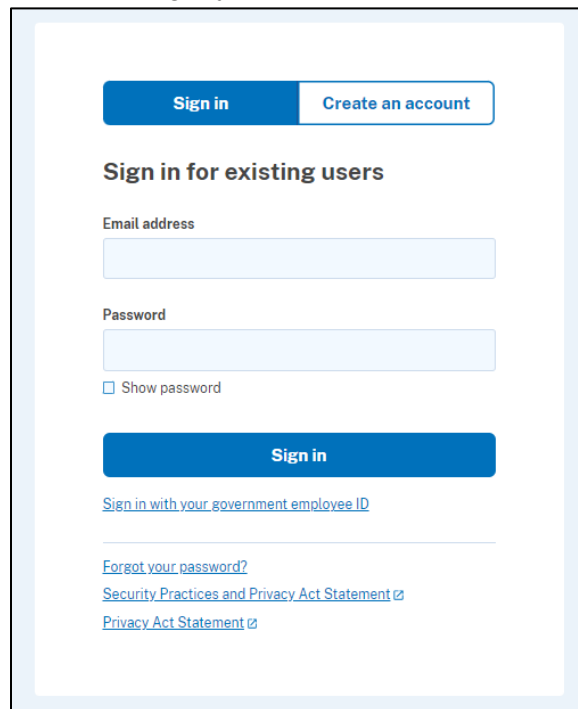 Sign in
Create an account
Sign in for existing users
Email address
Password
Show password
Sign in
Sign in with your government employee ID
Forgot your password?
Security Practices and Privacy Act Statement
Privacy Act Statement